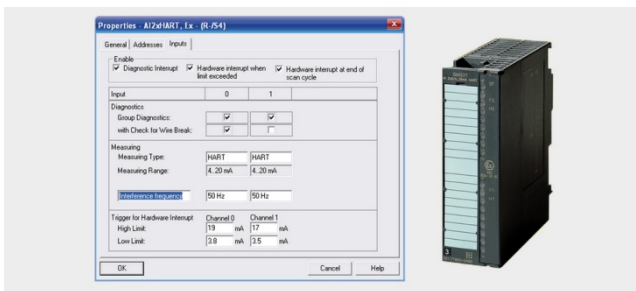 Properties - AI2xHART, Ex - (R-/S4)
General Addresses Inputs
Enable
Diagnostic Interrupt
Hardware interrupt when limit exceeded
Hardware interrupt at end of scan cycle
Input 0 1
Diagnostics
Group Diagnostics:
with Check for Wire Break:
Measuring
Measuring Type: HART HART
Measuring Range: 4..20 mA 4..20 mA
Interference frequency 50 Hz 50 Hz
Trigger for Hardware Interrupt Channel 0 Channel 1
High Limit: 19 mA 17 mA
Low Limit: 3.8 mA 3.5 mA
OK Cancel Help
3